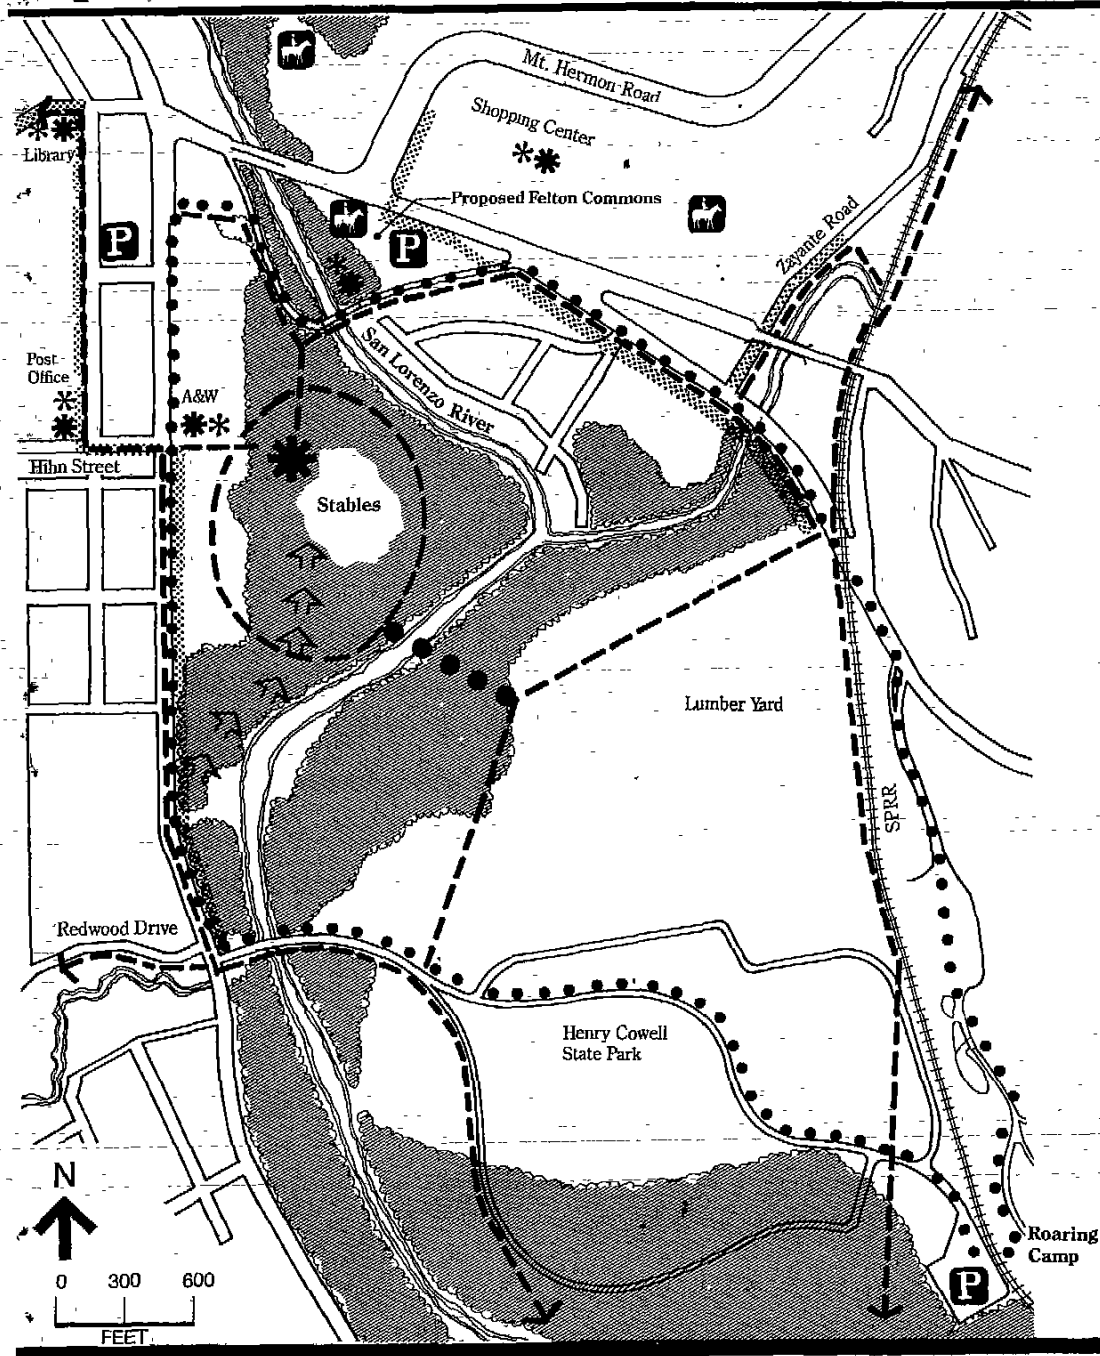 Mt. Hermon Road
Shopping Center
Library
Proposed Felton Commons
P
P
Zayante Road
San Lorenzo River
Post
Office
A&W
Hihn Street
Stables
Lumber Yard
SPRR
Redwood Drive
Henry Cowell
State Park
N
0 300 600
FEET
Roaring
Camp
P